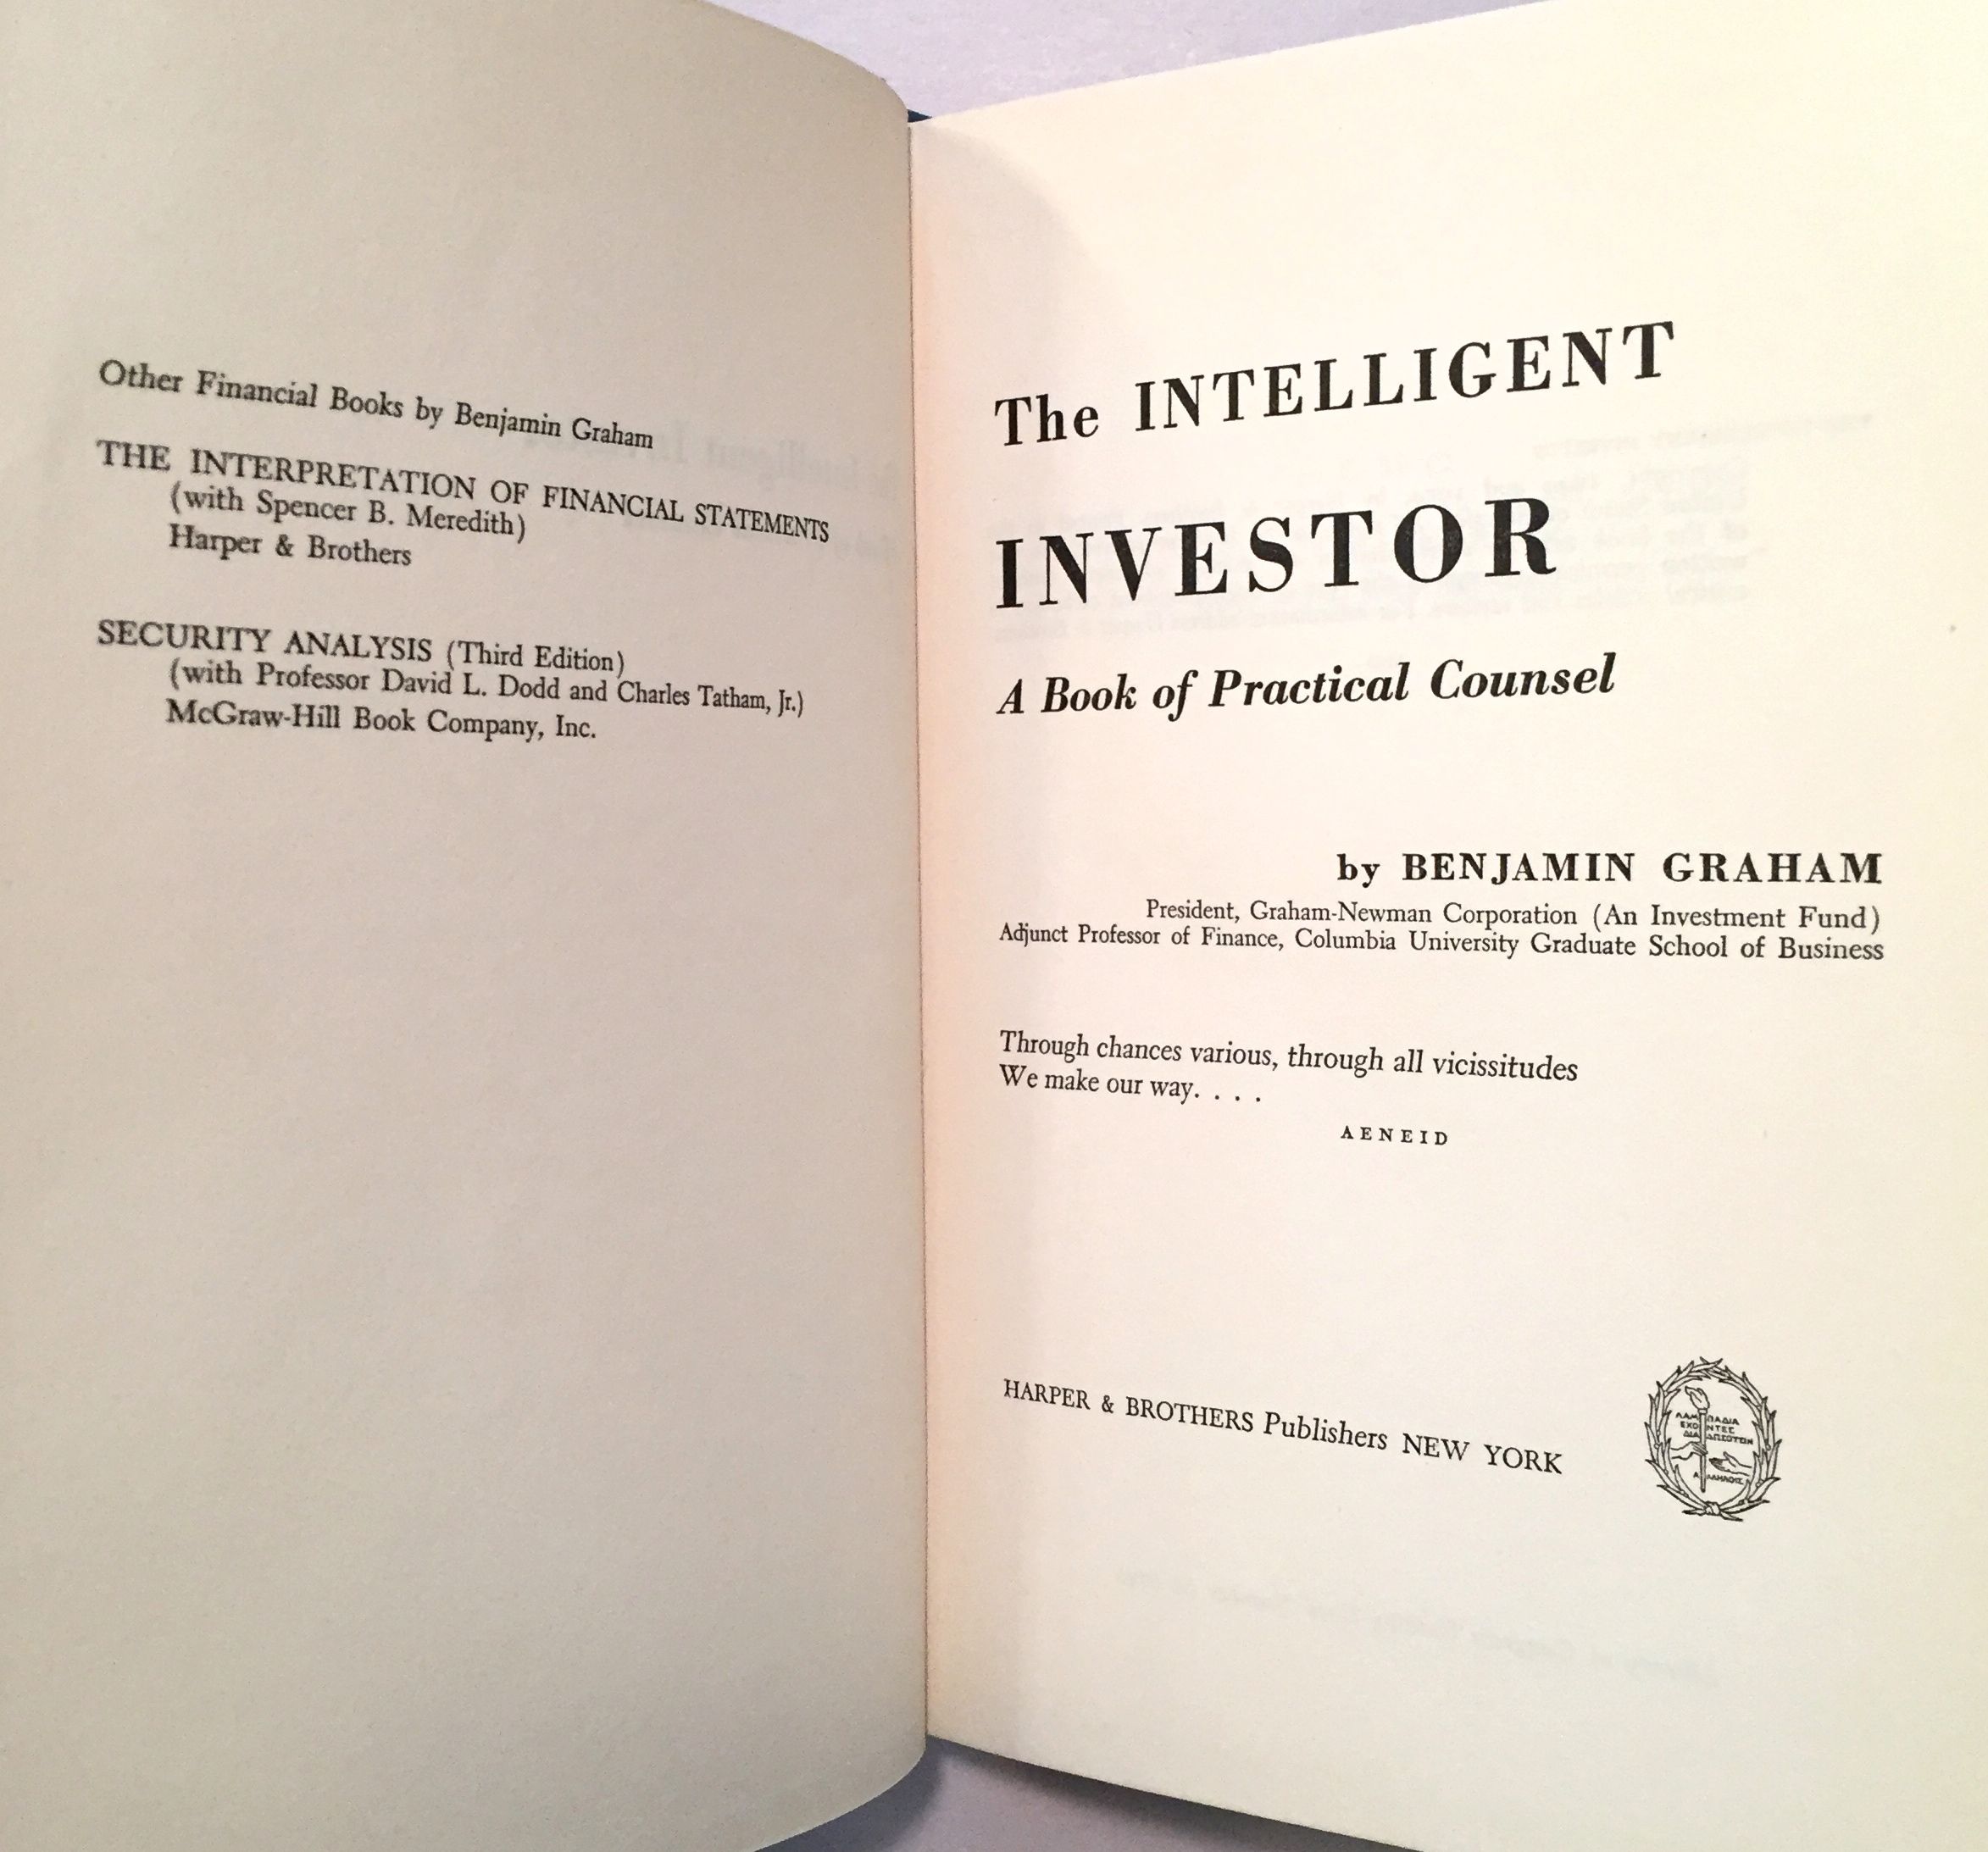 Other Financial Books by Benjamin Graham
THE INTERPRETATION OF FINANCIAL STATEMENTS
(with Spencer B. Meredith)
Harper & Brothers
SECURITY ANALYSIS (Third Edition)
(with Professor David L. Dodd and Charles Tatham, Jr.)
McGraw-Hill Book Company, Inc.
The INTELLIGENT
INVESTOR
A Book of Practical Counsel
by BENJAMIN GRAHAM
President, Graham-Newman Corporation (An Investment Fund)
Adjunct Professor of Finance, Columbia University Graduate School of Business
Through chances various, through all vicissitudes
We make our way. . . .
AENEID
HARPER & BROTHERS Publishers NEW YORK
ΛΑΜΠΑΔΙΑ
ΕΧΟΝΤΕΣ